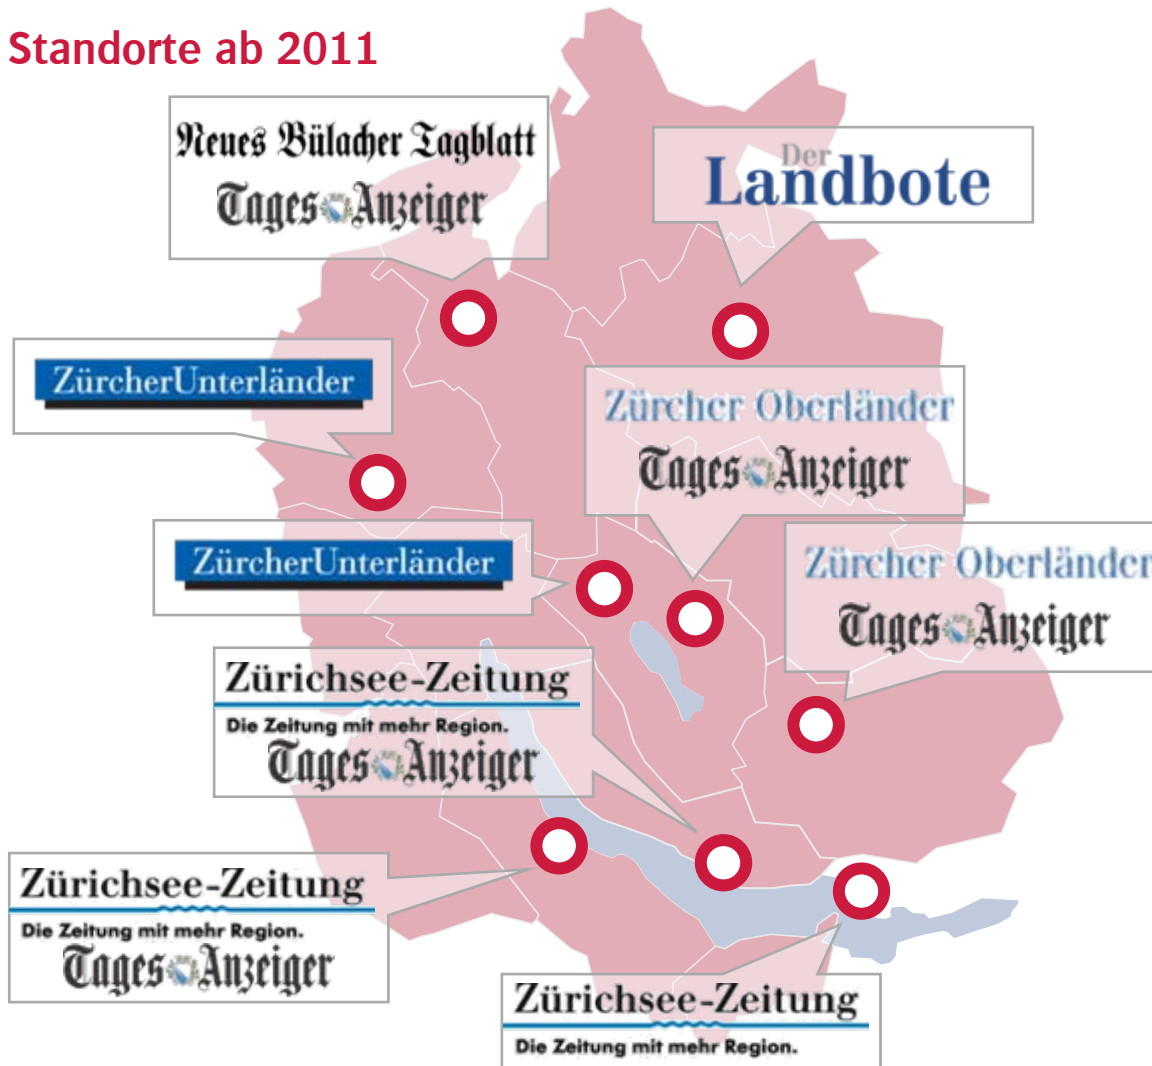 Standorte ab 2011
Neues Bülacher Tagblatt
Tages Anzeiger
Der
Landbote
ZürcherUnterländer
Zürcher Oberländer
Tages Anzeiger
ZürcherUnterländer
Zürcher Oberländer
Tages Anzeiger
Zürichsee-Zeitung
Die Zeitung mit mehr Region.
Tages Anzeiger
Zürichsee-Zeitung
Die Zeitung mit mehr Region.
Tages Anzeiger
Zürichsee-Zeitung
Die Zeitung mit mehr Region.